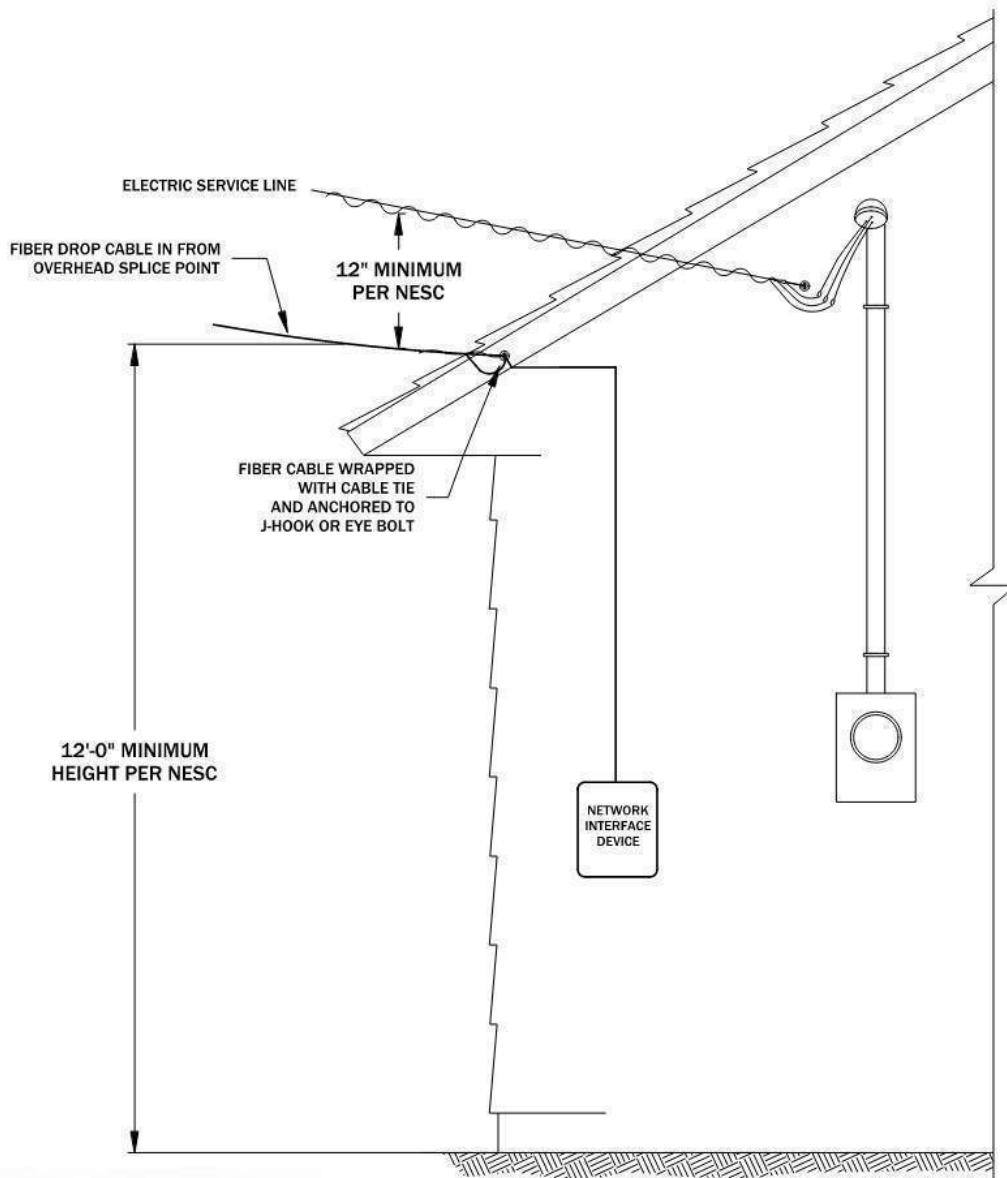 ELECTRIC SERVICE LINE
FIBER DROP CABLE IN FROM
OVERHEAD SPLICE POINT
12" MINIMUM
PER NESC
FIBER CABLE WRAPPED
WITH CABLE TIE
AND ANCHORED TO
J-HOOK OR EYE BOLT
12'-0" MINIMUM
HEIGHT PER NESC
NETWORK
INTERFACE
DEVICE